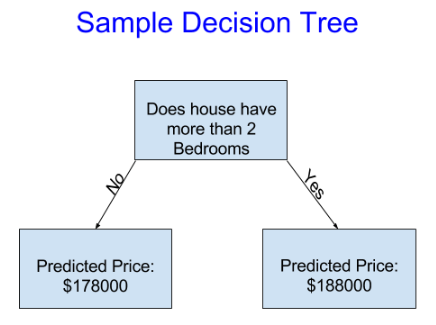 Sample Decision Tree
Does house have
more than 2
Bedrooms
No
Yes
Predicted Price:
$178000
Predicted Price:
$188000